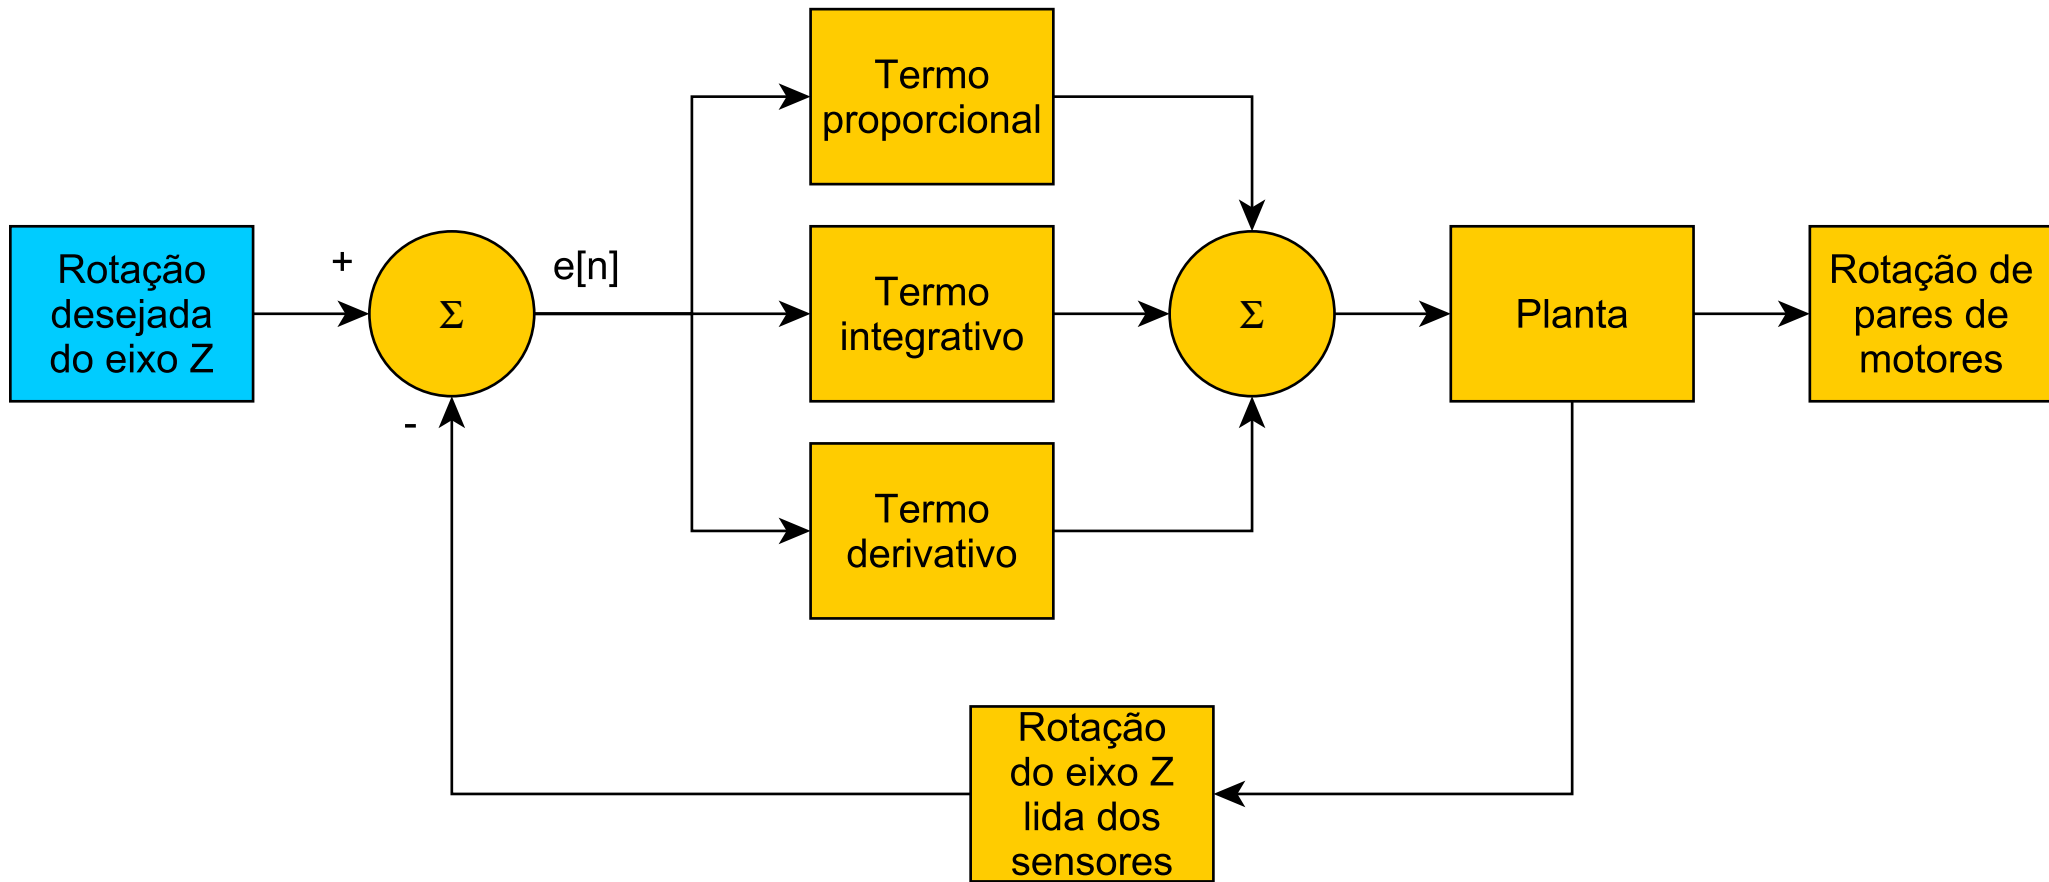 Termo
proporcional
Rotação
desejada
do eixo Z
+
Σ
-
e[n]
Termo
integrativo
Σ
Planta
Rotação de
pares de
motores
Termo
derivativo
Rotação
do eixo Z
lida dos
sensores